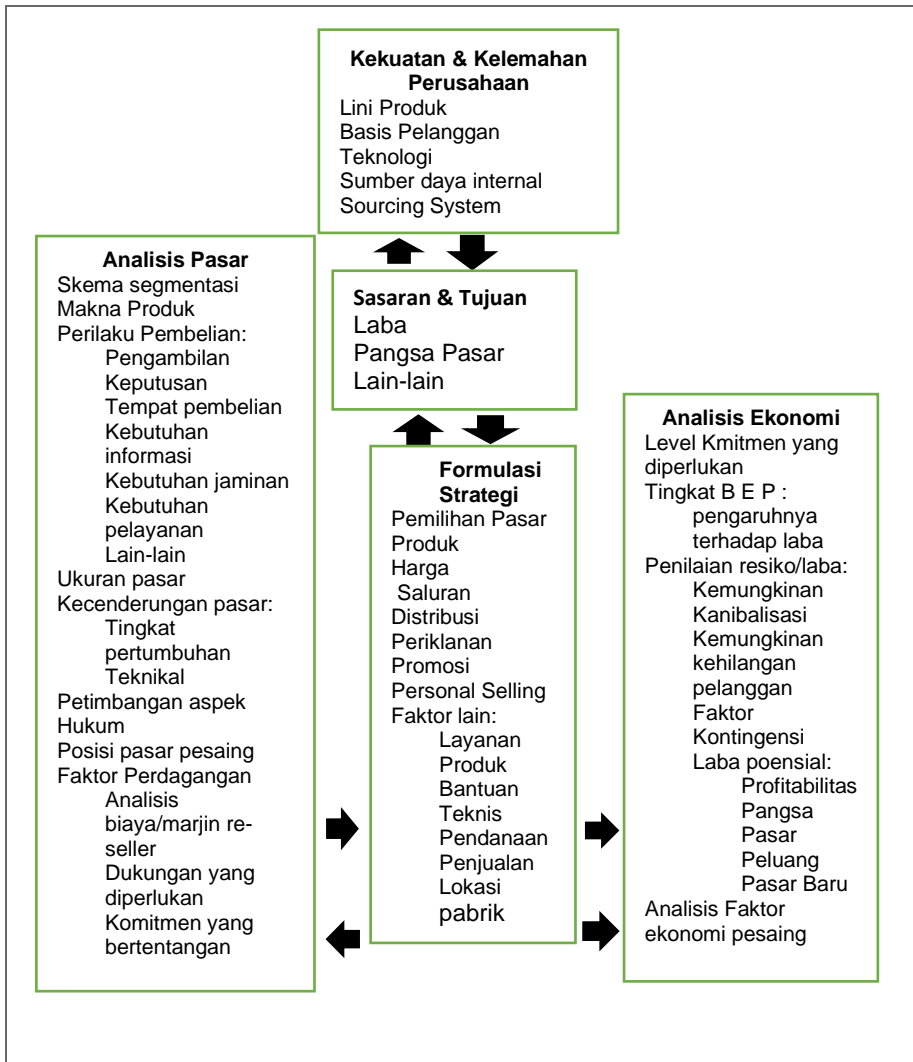 Kekuatan & Kelemahan
Perusahaan
Lini Produk
Basis Pelanggan
Teknologi
Sumber daya internal
Sourcing System
Analisis Pasar
Skema segmentasi
Makna Produk
Perilaku Pembelian:
Pengambilan
Keputusan
Tempat pembelian
Kebutuhan
informasi
Kebutuhan jaminan
Kebutuhan
pelayanan
Lain-lain
Ukuran pasar
Kecenderungan pasar:
Tingkat
pertumbuhan
Teknikal
Petimbangan aspek
Hukum
Posisi pasar pesaing
Faktor Perdagangan
Analisis
biaya/marjin re-
seller
Dukungan yang
diperlukan
Komitmen yang
bertentangan
Sasaran & Tujuan
Laba
Pangsa Pasar
Lain-lain
Formulasi
Strategi
Pemilihan Pasar
Produk
Harga
Saluran
Distribusi
Periklanan
Promosi
Personal Selling
Faktor lain:
Layanan
Produk
Bantuan
Teknis
Pendanaan
Penjualan
Lokasi
pabrik
Analisis Ekonomi
Level Kmitmen yang
diperlukan
Tingkat B E P :
pengaruhnya
terhadap laba
Penilaian resiko/laba:
Kemungkinan
Kanibalisasi
Kemungkinan
kehilangan
pelanggan
Faktor
Kontingensi
Laba poensial:
Profitabilitas
Pangsa
Pasar
Peluang
Pasar Baru
Analisis Faktor
ekonomi pesaing